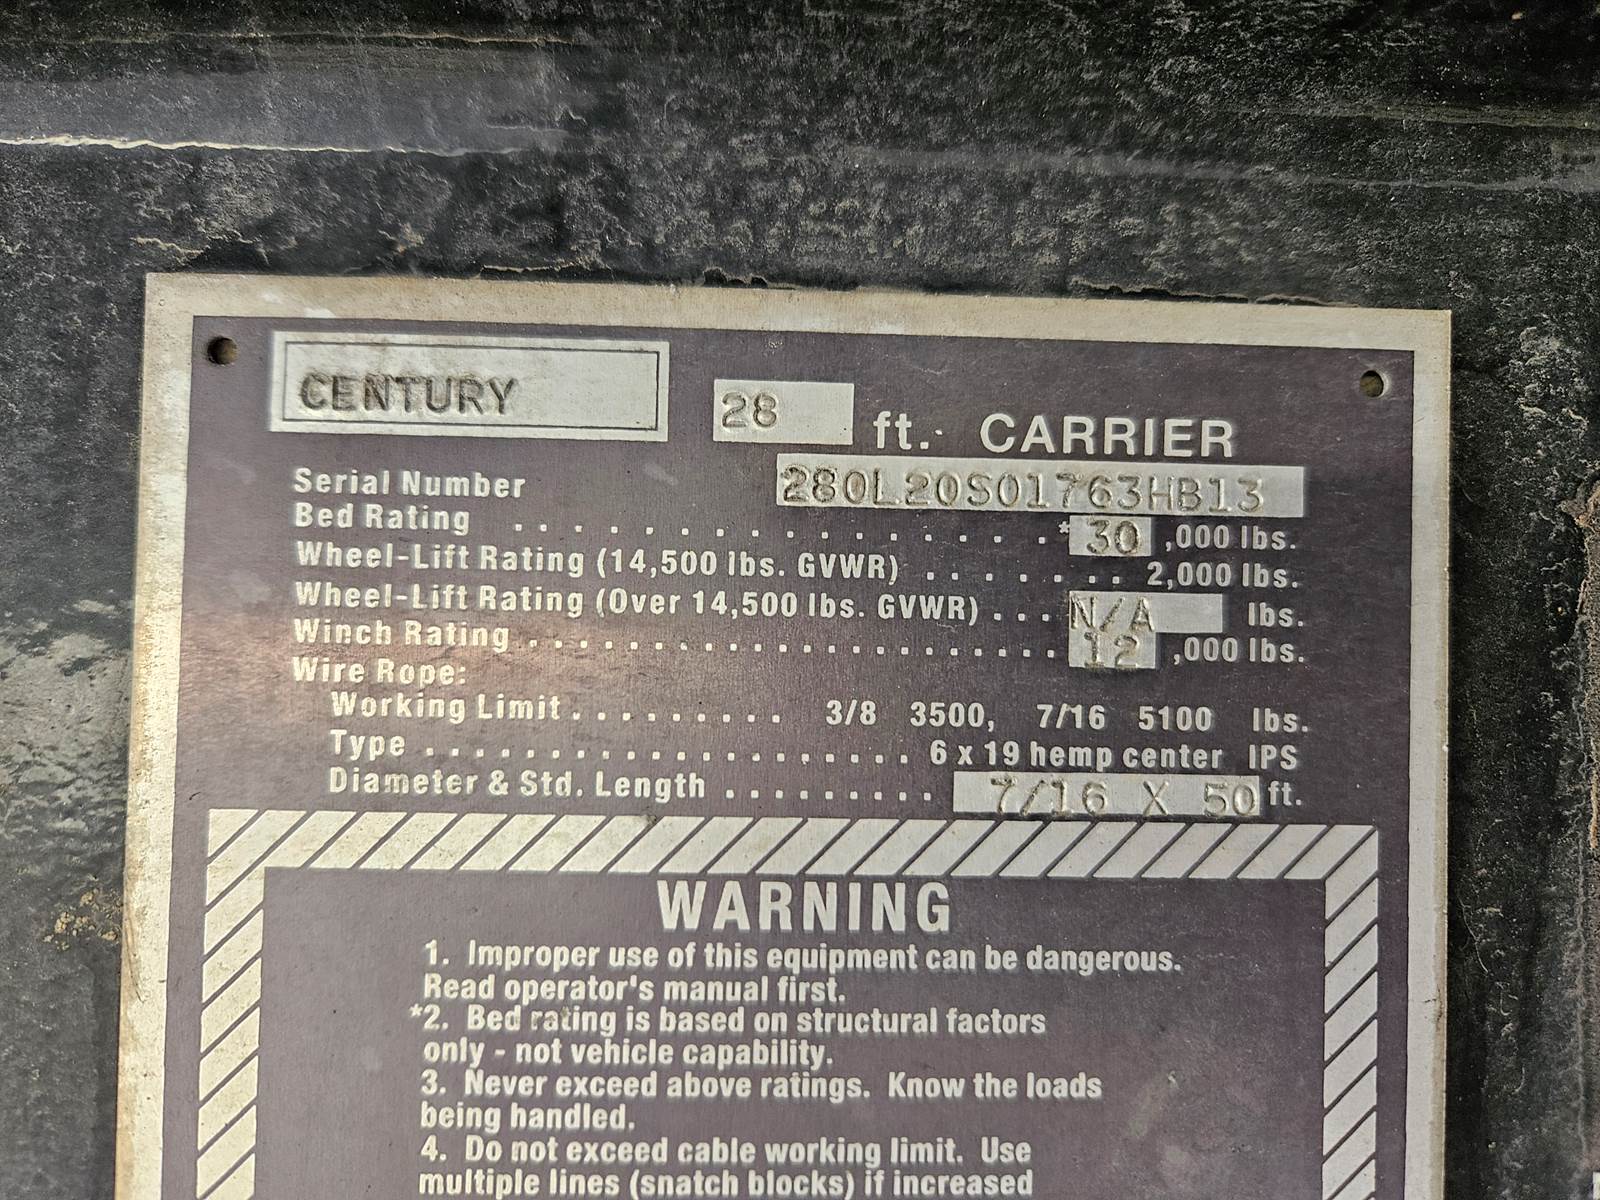 CENTURY 28 ft. CARRIER
Serial Number 280L20S01763HB13
Bed Rating . . . . . . . . . . . . . . . . *30 ,000 lbs.
Wheel-Lift Rating (14,500 lbs. GVWR) . . . . . . . 2,000 lbs.
Wheel-Lift Rating (Over 14,500 lbs. GVWR) . . . N/A lbs.
Winch Rating . . . . . . . . . . . . . . . . . . . . . 12 ,000 lbs.
Wire Rope:
Working Limit . . . . . . . . . 3/8 3500, 7/16 5100 lbs.
Type . . . . . . . . . . . . . . . . . . 6 x 19 hemp center IPS
Diameter & Std. Length . . . . . . . . . 7/16 X 50 ft.
WARNING
1. Improper use of this equipment can be dangerous.
Read operator's manual first.
*2. Bed rating is based on structural factors
only - not vehicle capability.
3. Never exceed above ratings. Know the loads
being handled.
4. Do not exceed cable working limit. Use
multiple lines (snatch blocks) if increased